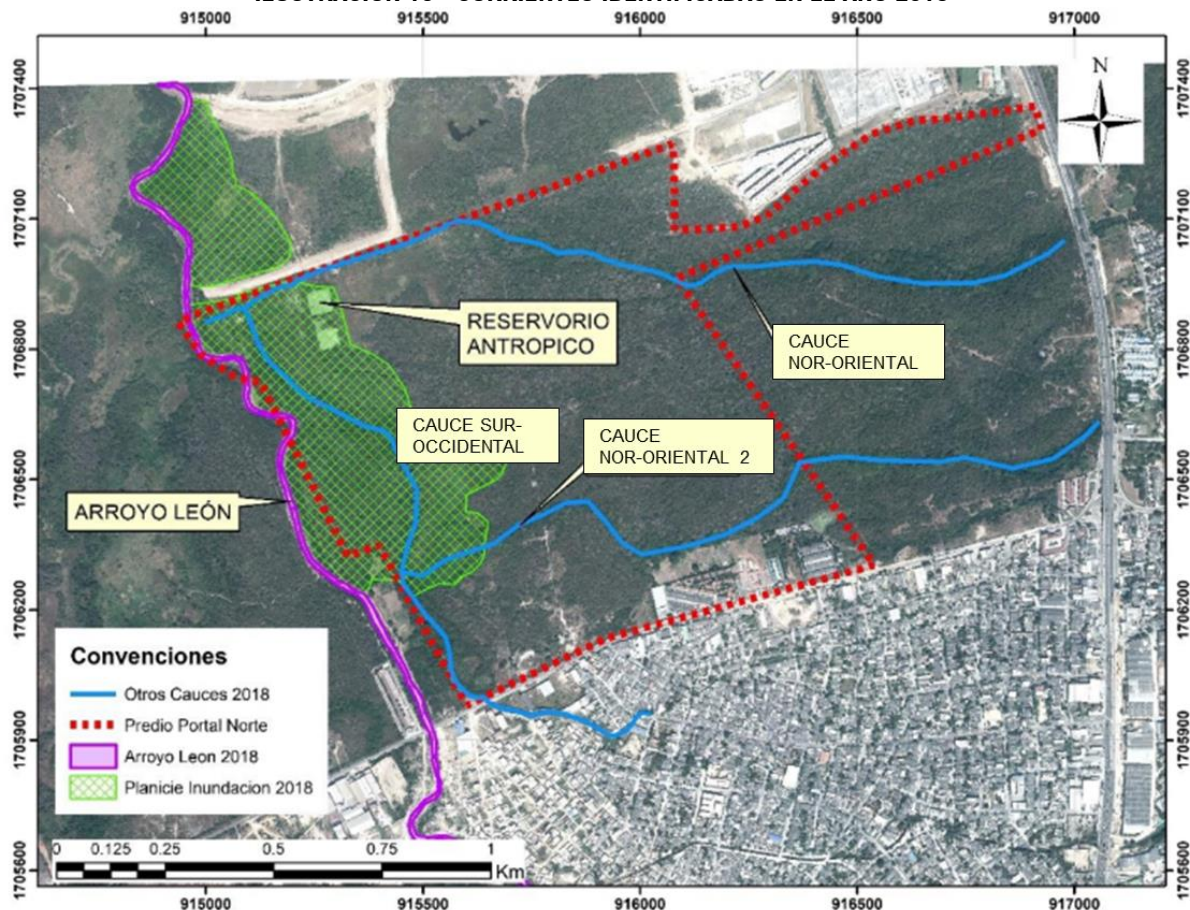 915000 915500 916000 916500 917000
1707400 1707400
N
1707100 1707100
RESERVORIO
ANTROPICO
CAUCE
NOR-ORIENTAL
1706800 1706800
CAUCE SUR-
OCCIDENTAL
CAUCE
NOR-ORIENTAL 2
1706500 1706500
ARROYO LEÓN
1706200 1706200
Convenciones
Otros Cauces 2018
Predio Portal Norte
Arroyo Leon 2018
Planicie Inundacion 2018
1705900 1705900
0 0.125 0.25 0.5 0.75 1
Km
1705600 1705600
915000 915500 916000 916500 917000